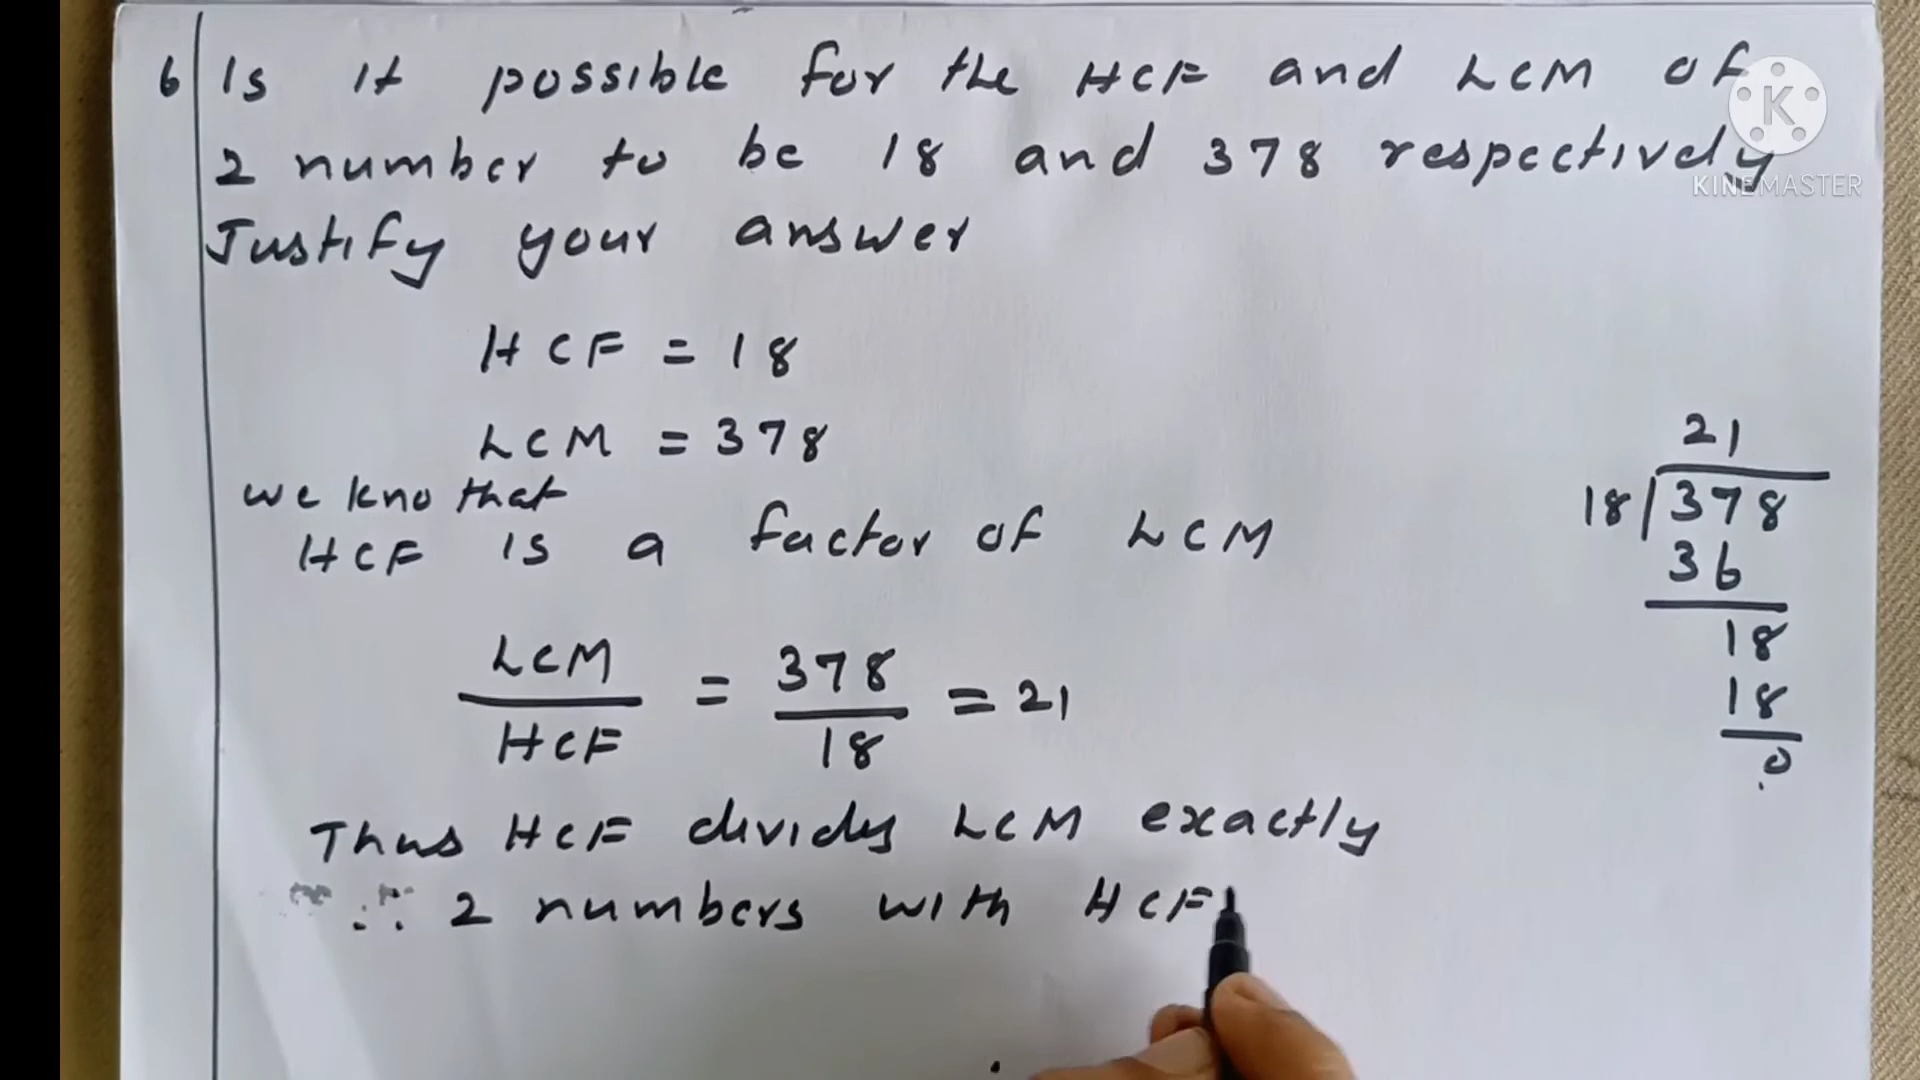 6 Is it possible for the HCF and LCM of
2 number to be 18 and 378 respectively
Justify your answer
K
KINEMASTER
HCF = 18
LCM = 378
we kno that
HCF is a factor of LCM
LCM/HCF = 378/18 = 21
21
18 378
36
18
18
0
Thus HCF divides LCM exactly
∴ 2 numbers with HCF